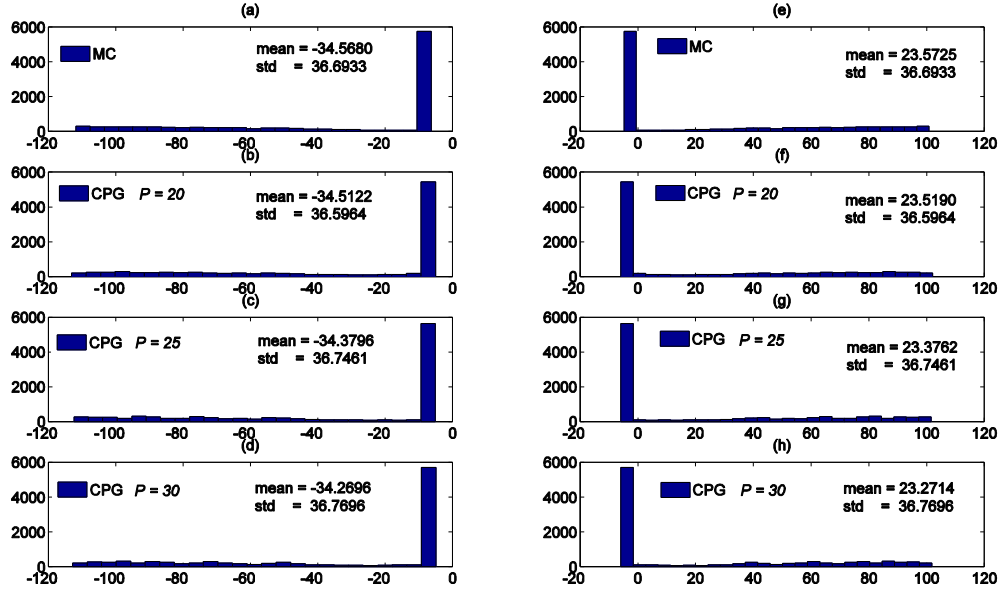 (a)
6000
4000
2000
0
MC
mean = -34.5680
std = 36.6933
-120 -100 -80 -60 -40 -20 0
(e)
6000
4000
2000
0
MC
mean = 23.5725
std = 36.6933
-20 0 20 40 60 80 100 120
(b)
6000
4000
2000
0
CPG P = 20
mean = -34.5122
std = 36.5964
-120 -100 -80 -60 -40 -20 0
(f)
6000
4000
2000
0
CPG P = 20
mean = 23.5190
std = 36.5964
-20 0 20 40 60 80 100 120
(c)
6000
4000
2000
0
CPG P = 25
mean = -34.3796
std = 36.7461
-120 -100 -80 -60 -40 -20 0
(g)
6000
4000
2000
0
CPG P = 25
mean = 23.3762
std = 36.7461
-20 0 20 40 60 80 100 120
(d)
6000
4000
2000
0
CPG P = 30
mean = -34.2696
std = 36.7696
-120 -100 -80 -60 -40 -20 0
(h)
6000
4000
2000
0
CPG P = 30
mean = 23.2714
std = 36.7696
-20 0 20 40 60 80 100 120